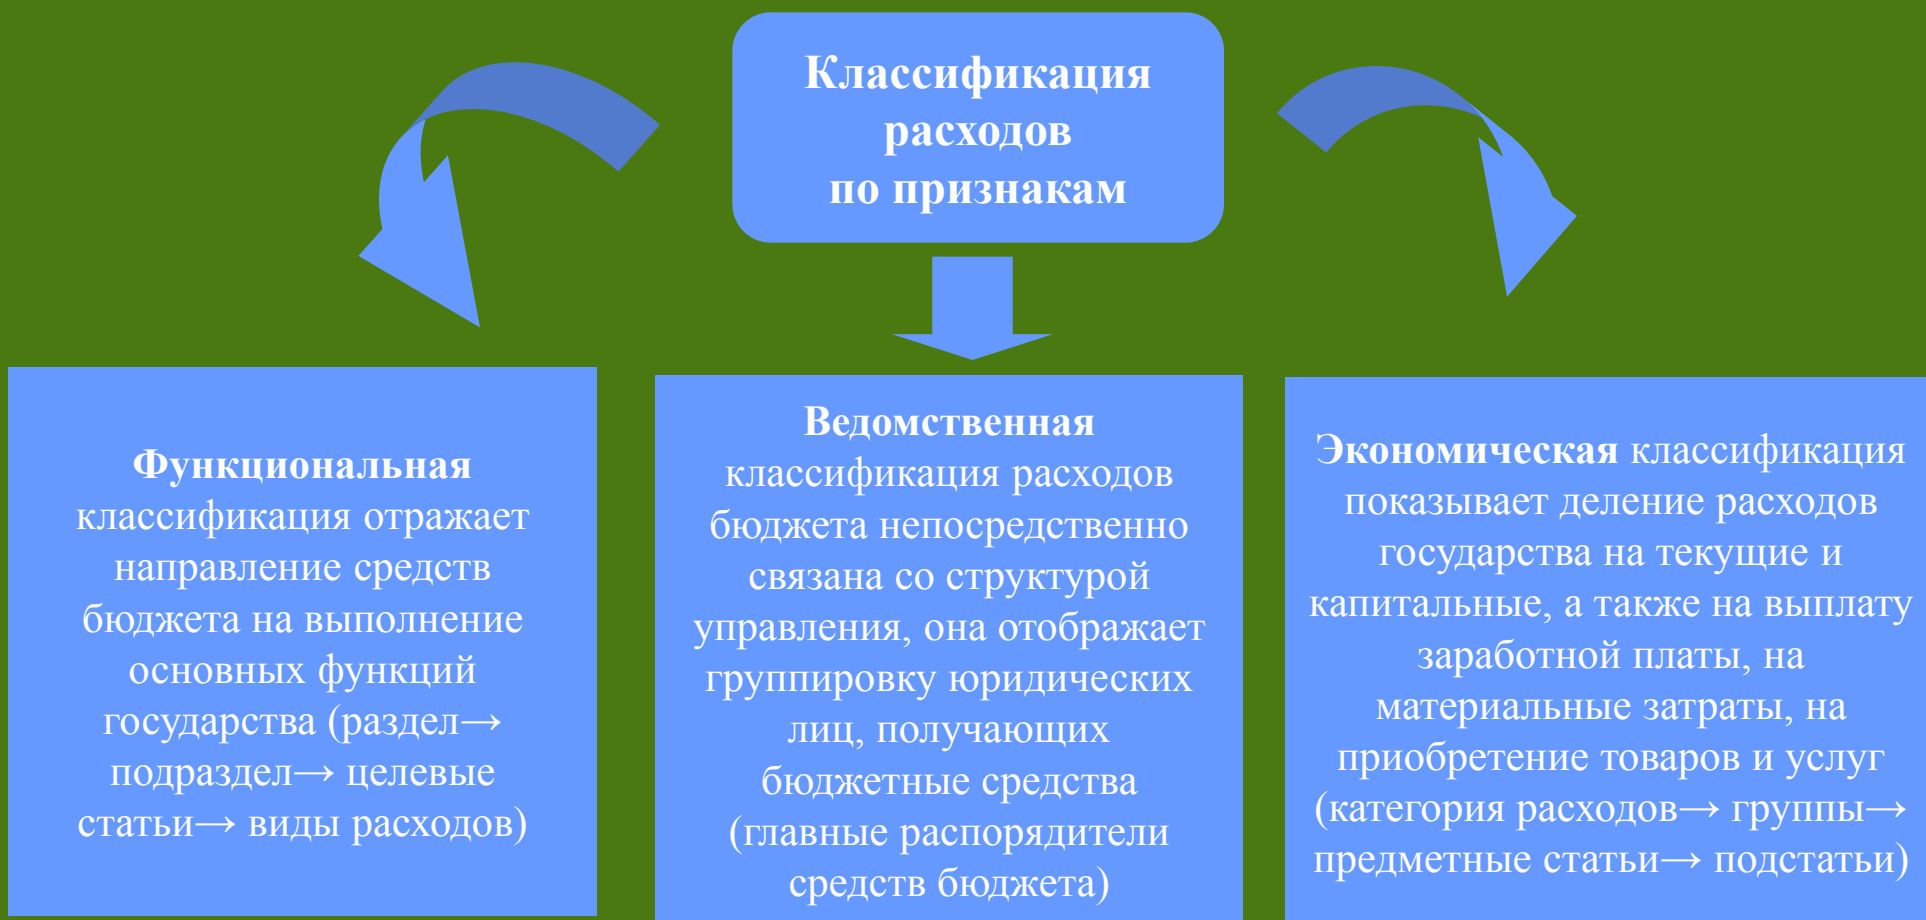 Классификация
расходов
по признакам
Функциональная
классификация отражает
направление средств
бюджета на выполнение
основных функций
государства (раздел→
подраздел→ целевые
статьи→ виды расходов)
Ведомственная
классификация расходов
бюджета непосредственно
связана со структурой
управления, она отображает
группировку юридических
лиц, получающих
бюджетные средства
(главные распорядители
средств бюджета)
Экономическая классификация
показывает деление расходов
государства на текущие и
капитальные, а также на выплату
заработной платы, на
материальные затраты, на
приобретение товаров и услуг
(категория расходов→ группы→
предметные статьи→ подстатьи)